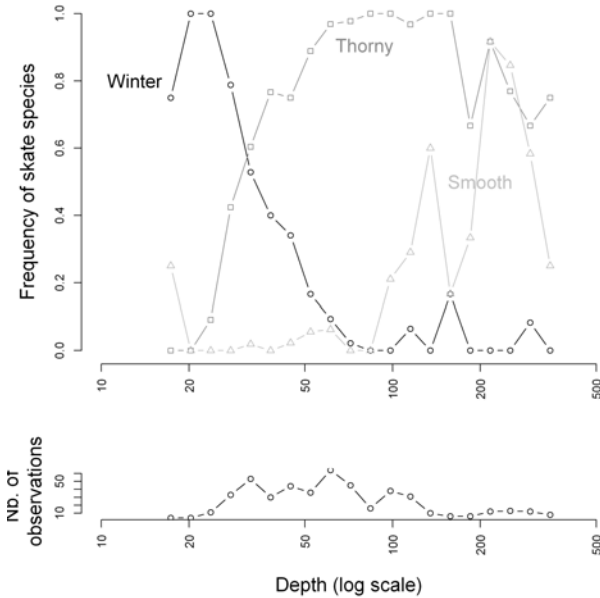 Frequency of skate species
0.0 0.2 0.4 0.6 0.8 1.0
Winter
Thorny
Smooth
10 20 50 100 200 500
Nb. of
observations
10 50
10 20 50 100 200 500
Depth (log scale)